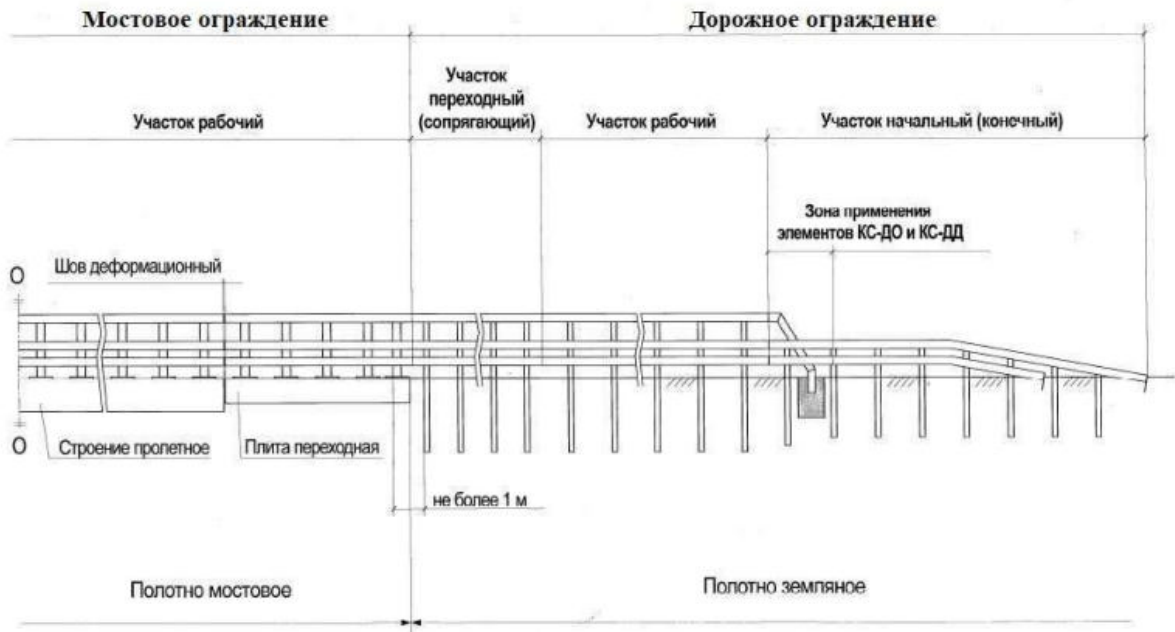 Мостовое ограждение
Дорожное ограждение
Участок рабочий
Участок
переходный
(сопрягающий)
Участок рабочий
Участок начальный (конечный)
Зона применения
элементов КС-ДО и КС-ДД
О
Шов деформационный
О
Строение пролетное
Плита переходная
не более 1 м
Полотно мостовое
Полотно земляное